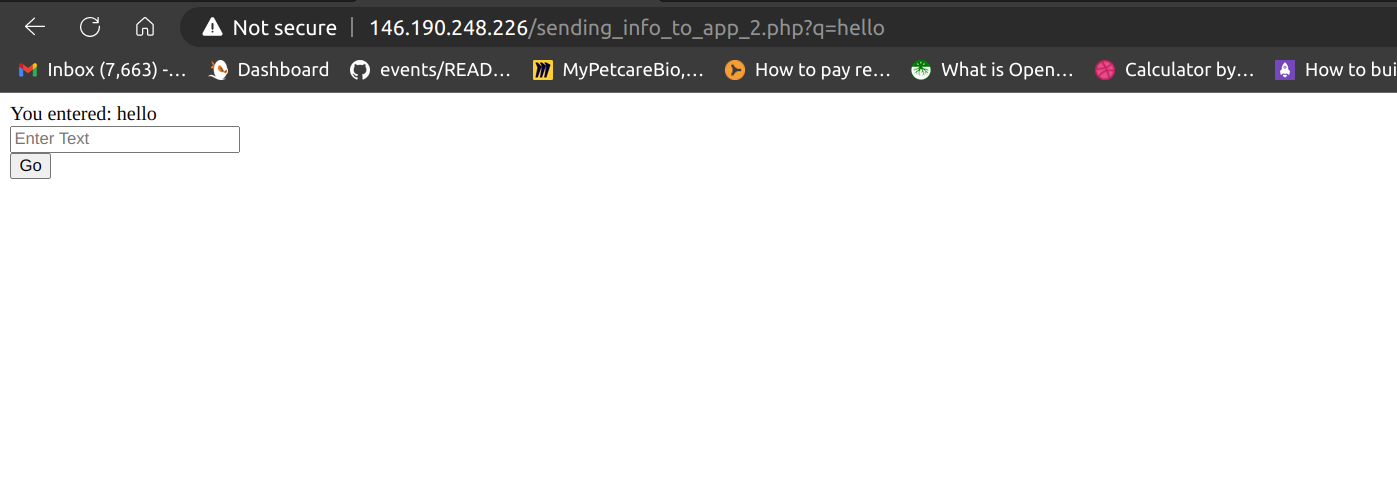 Not secure | 146.190.248.226/sending_info_to_app_2.php?q=hello
Inbox (7,663) -... Dashboard events/READ... MyPetcareBio,... How to pay re... What is Open... Calculator by... How to bui
You entered: hello
Enter Text
Go